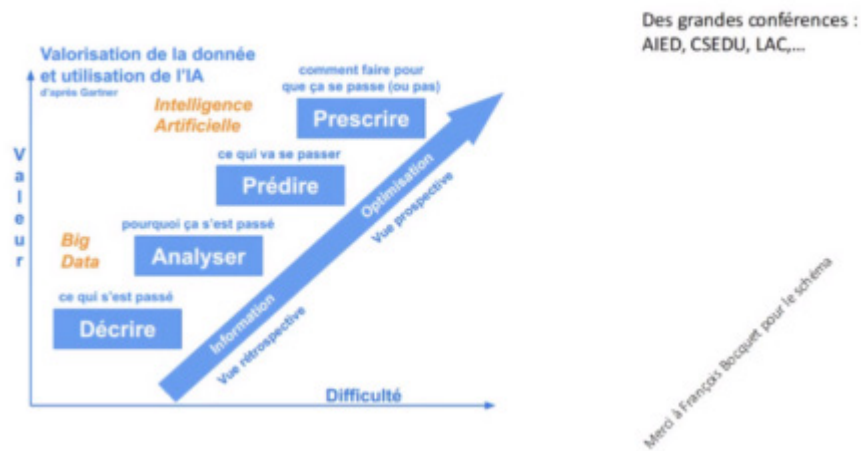 Des grandes conférences :
AIED, CSEDU, LAC,...
Valorisation de la donnée
et utilisation de l'IA
d'après Gartner
comment faire pour
que ça se passe (ou pas)
Intelligence
Artificielle
Prescrire
ce qui va se passer
Prédire
Optimisation
Vue prospective
Valeur
pourquoi ça s'est passé
Big
Data
Analyser
ce qui s'est passé
Décrire
Information
Vue rétrospective
Difficulté
Merci à François Bocquet pour le schéma